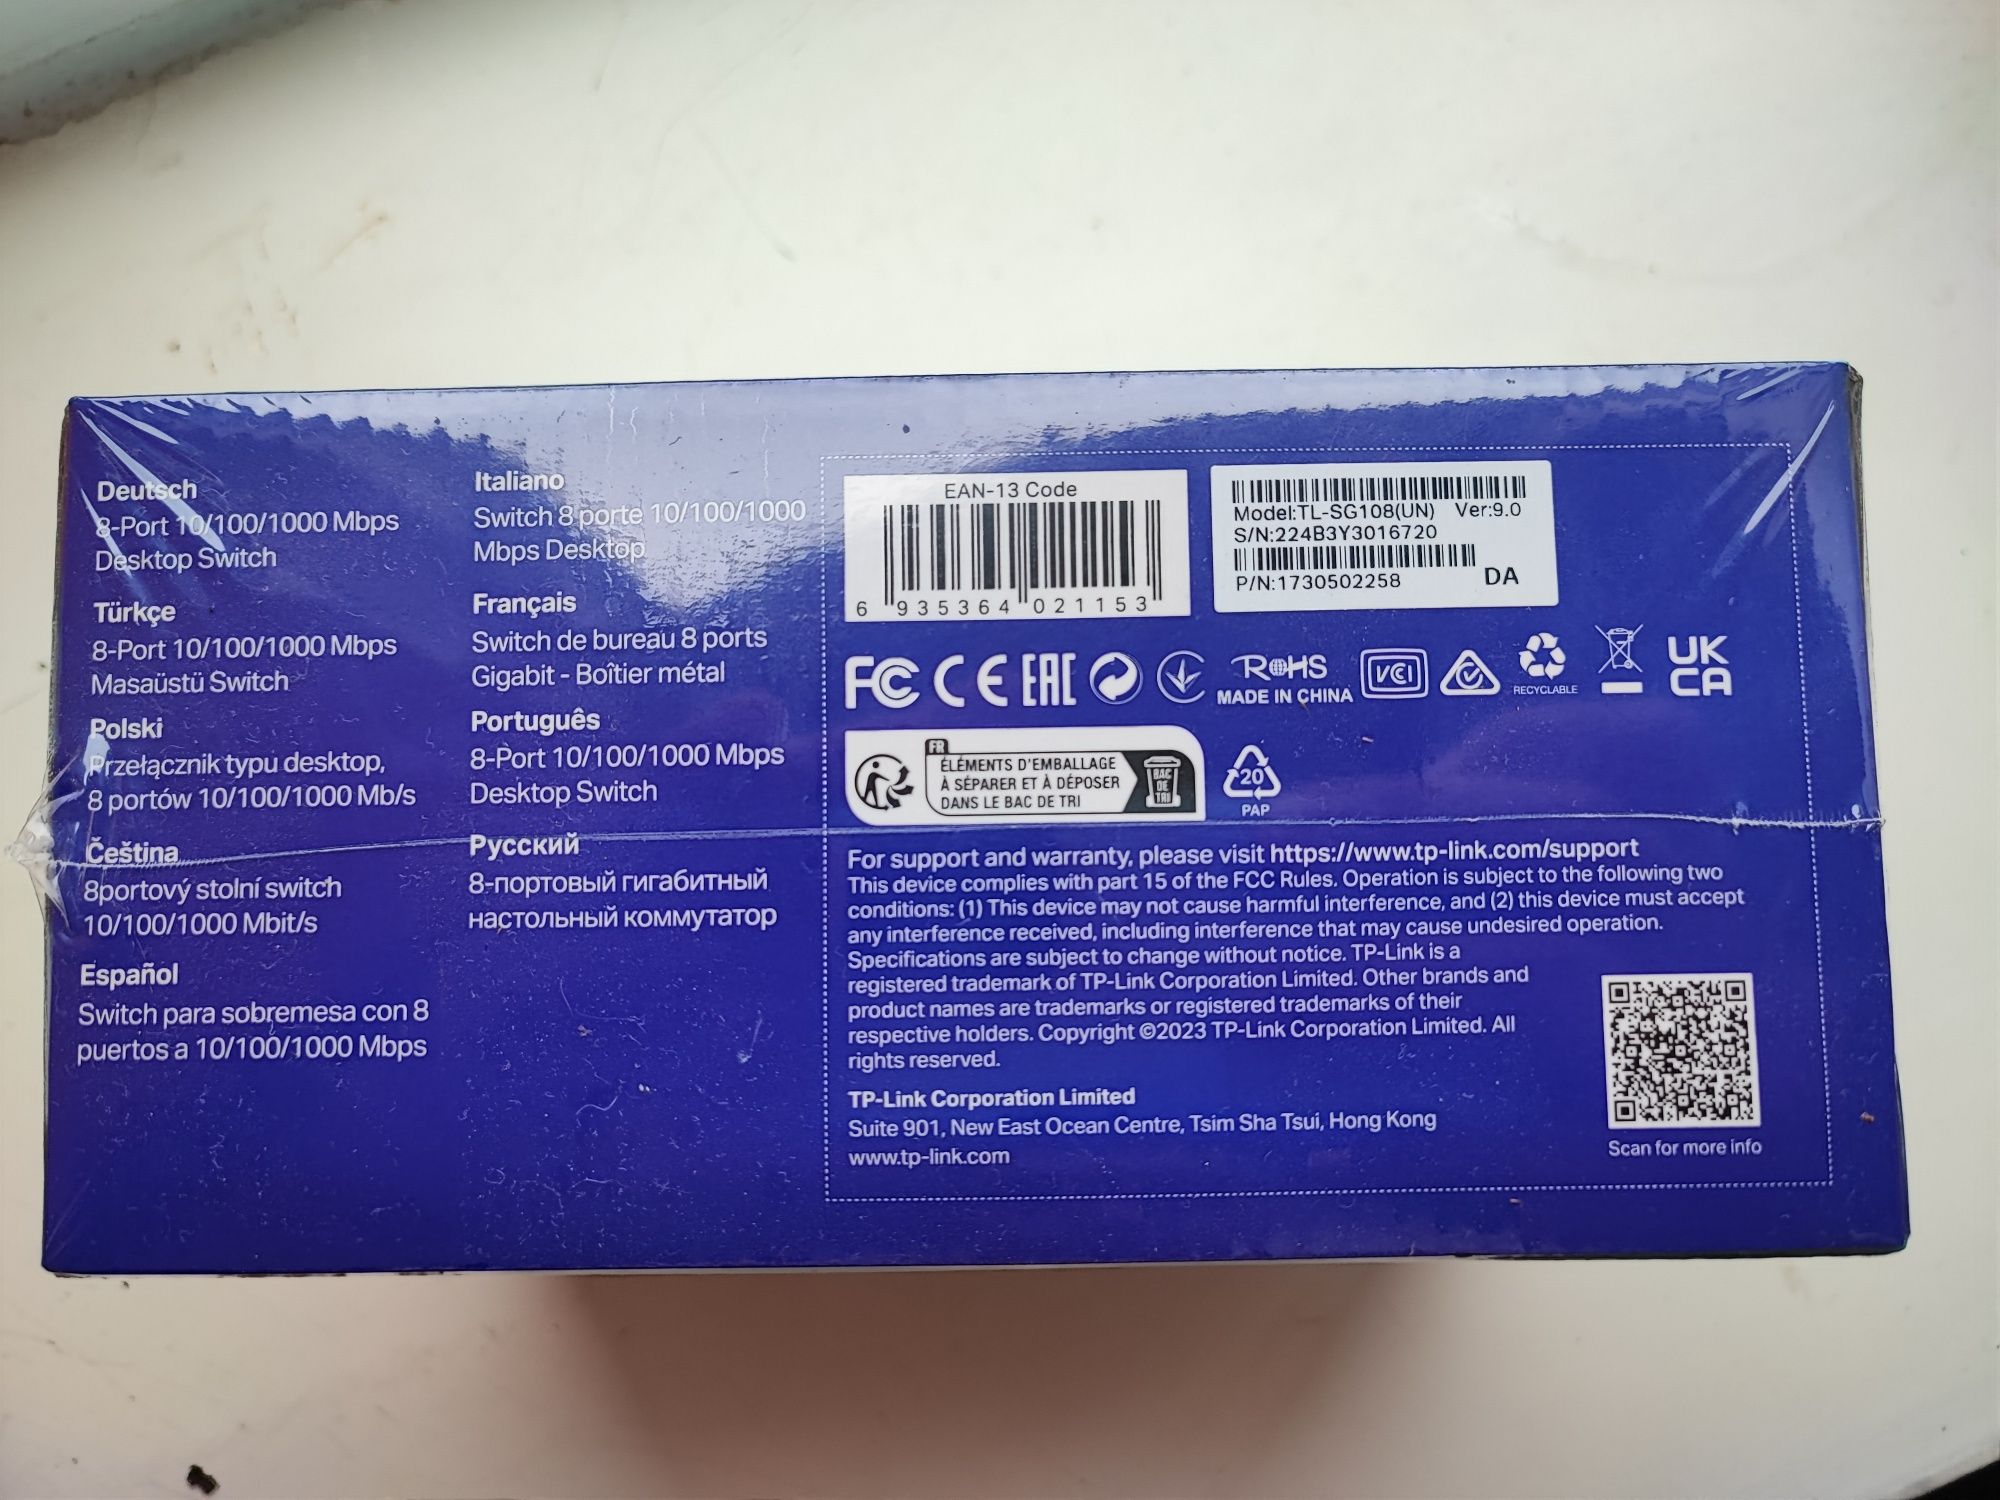 Deutsch
8-Port 10/100/1000 Mbps
Desktop Switch
Türkçe
8-Port 10/100/1000 Mbps
Masaüstü Switch
Polski
Przełącznik typu desktop,
8 portów 10/100/1000 Mb/s
Čeština
8portový stolní switch
10/100/1000 Mbit/s
Español
Switch para sobremesa con 8
puertos a 10/100/1000 Mbps
Italiano
Switch 8 porte 10/100/1000
Mbps Desktop
Français
Switch de bureau 8 ports
Gigabit - Boîtier métal
Português
8-Port 10/100/1000 Mbps
Desktop Switch
Русский
8-портовый гигабитный
настольный коммутатор
EAN-13 Code
6 935364 021153
Model:TL-SG108(UN) Ver:9.0
S/N:224B3Y3016720
P/N:1730502258 DA
FC CE EAC
RoHS
MADE IN CHINA
VCI
RECYCLABLE
UK
CA
FR
ÉLÉMENTS D'EMBALLAGE
À SÉPARER ET À DÉPOSER
DANS LE BAC DE TRI
BAC
DE
TRI
20
PAP
For support and warranty, please visit https://www.tp-link.com/support
This device complies with part 15 of the FCC Rules. Operation is subject to the following two
conditions: (1) This device may not cause harmful interference, and (2) this device must accept
any interference received, including interference that may cause undesired operation.
Specifications are subject to change without notice. TP-Link is a
registered trademark of TP-Link Corporation Limited. Other brands and
product names are trademarks or registered trademarks of their
respective holders. Copyright ©2023 TP-Link Corporation Limited. All
rights reserved.
TP-Link Corporation Limited
Suite 901, New East Ocean Centre, Tsim Sha Tsui, Hong Kong
www.tp-link.com
Scan for more info